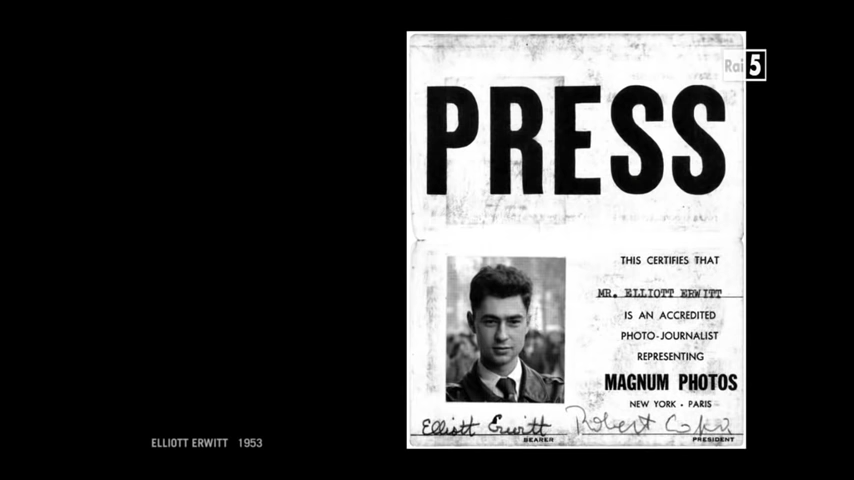 Rai 5
PRESS
THIS CERTIFIES THAT
MR. ELLIOTT ERWITT
IS AN ACCREDITED
PHOTO-JOURNALIST
REPRESENTING
MAGNUM PHOTOS
NEW YORK - PARIS
Elliott Erwitt Robert Capa
BEARER PRESIDENT
ELLIOTT ERWITT 1953